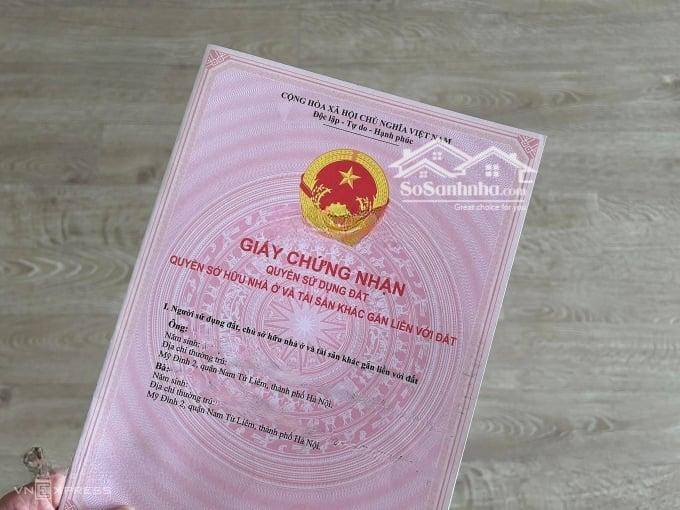 CỘNG HÒA XÃ HỘI CHỦ NGHĨA VIỆT NAM
Độc lập - Tự do - Hạnh phúc
SoSanhnha.com
Great choice for you
GIẤY CHỨNG NHẬN
QUYỀN SỬ DỤNG ĐẤT
QUYỀN SỞ HỮU NHÀ Ở VÀ TÀI SẢN KHÁC GẮN LIỀN VỚI ĐẤT
I. Người sử dụng đất, chủ sở hữu nhà ở và tài sản khác gắn liền với đất
Ông:
Năm sinh:
Địa chỉ thường trú:
Mỹ Đình 2, quận Nam Từ Liêm, thành phố Hà Nội.
Bà:
Năm sinh:
Địa chỉ thường trú:
Mỹ Đình 2, quận Nam Từ Liêm, thành phố Hà Nội.
VNEXPRESS